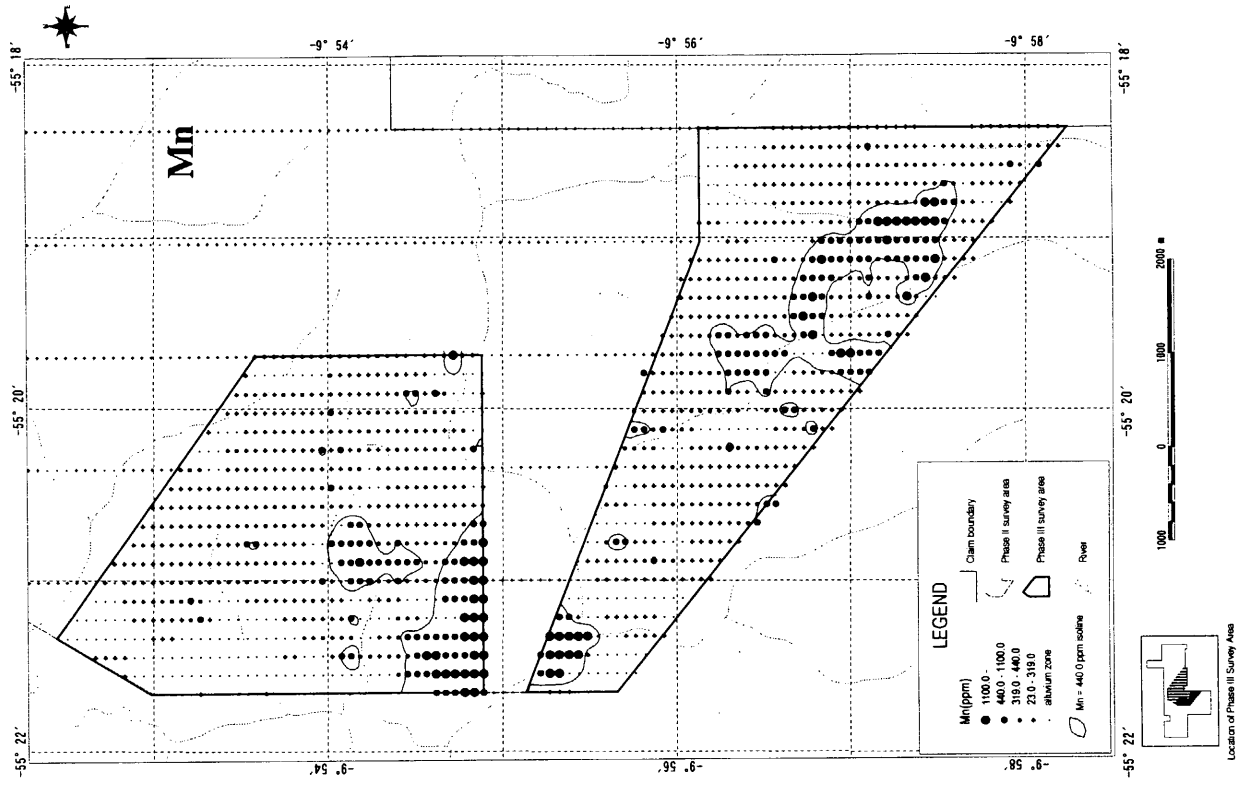 Mn
-9° 54′
-9° 56′
-9° 58′
-55° 18′
-55° 18′
-55° 20′
-55° 20′
-55° 22′
-55° 22′
-9° 54′
-9° 56′
-9° 58′
LEGEND
Mn(ppm)
1100.0 -
440.0 - 1100.0
319.0 - 440.0
23.0 - 319.0
alluvium zone
Mn = 440.0 ppm isoline
Claim boundary
Phase II survey area
Phase III survey area
River
1000 0 1000 2000 m
Location of Phase III Survey Area